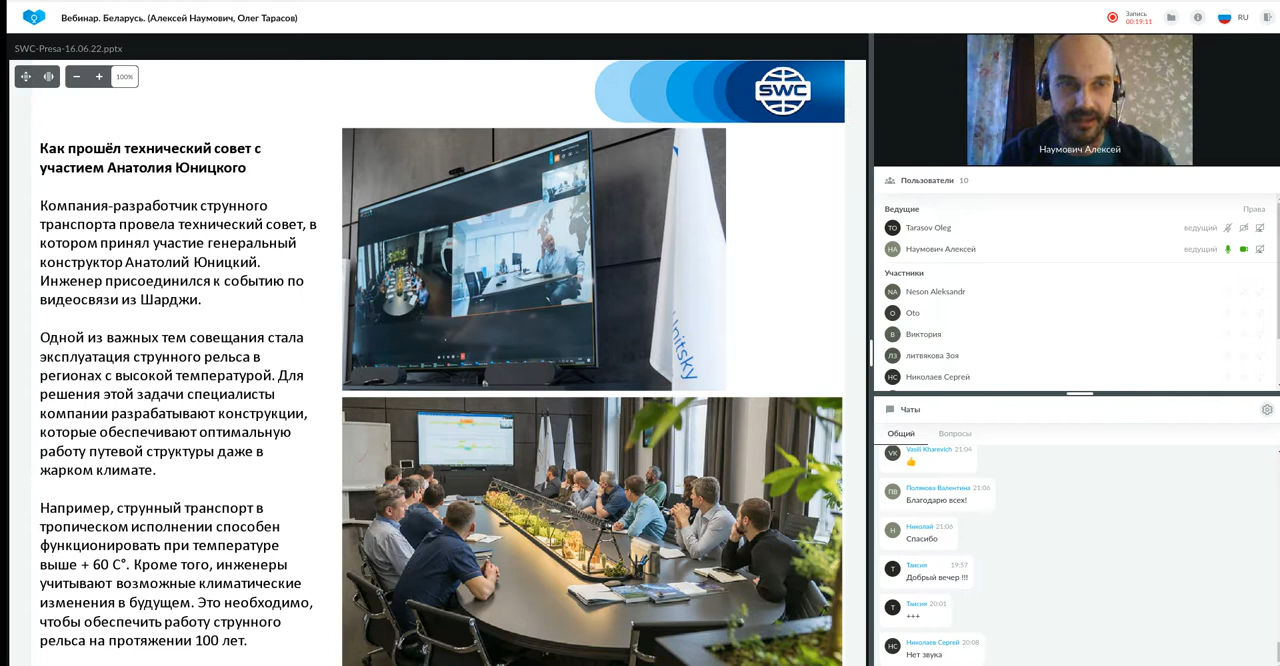 Вебинар. Беларусь. (Алексей Наумович, Олег Тарасов)
Запись
00:19:11
RU
SWC-Presa-16.06.22.pptx
100%
SWC
Как прошёл технический совет с
участием Анатолия Юницкого
Компания-разработчик струнного
транспорта провела технический совет, в
котором принял участие генеральный
конструктор Анатолий Юницкий.
Инженер присоединился к событию по
видеосвязи из Шарджи.
Одной из важных тем совещания стала
эксплуатация струнного рельса в
регионах с высокой температурой. Для
решения этой задачи специалисты
компании разрабатывают конструкции,
которые обеспечивают оптимальную
работу путевой структуры даже в
жарком климате.
Например, струнный транспорт в
тропическом исполнении способен
функционировать при температуре
выше + 60 С°. Кроме того, инженеры
учитывают возможные климатические
изменения в будущем. Это необходимо,
чтобы обеспечить работу струнного
рельса на протяжении 100 лет.
Unitsky
Наумович Алексей
Пользователи 10
Ведущие Права
TO Tarasov Oleg ведущий
НА Наумович Алексей ведущий
Участники
NA Neson Aleksandr
O Oto
В Виктория
ЛЗ литвякова Зоя
НС Николаев Сергей
Чаты
Общий Вопросы
VK Vasili Kharevich 21:04
ПВ Полякова Валентина 21:06
Благодарю всех!
Н Николай 21:06
Спасибо
Т Таисия 19:57
Добрый вечер !!!
Т Таисия 20:01
+++
НС Николаев Сергей 20:08
Нет звука